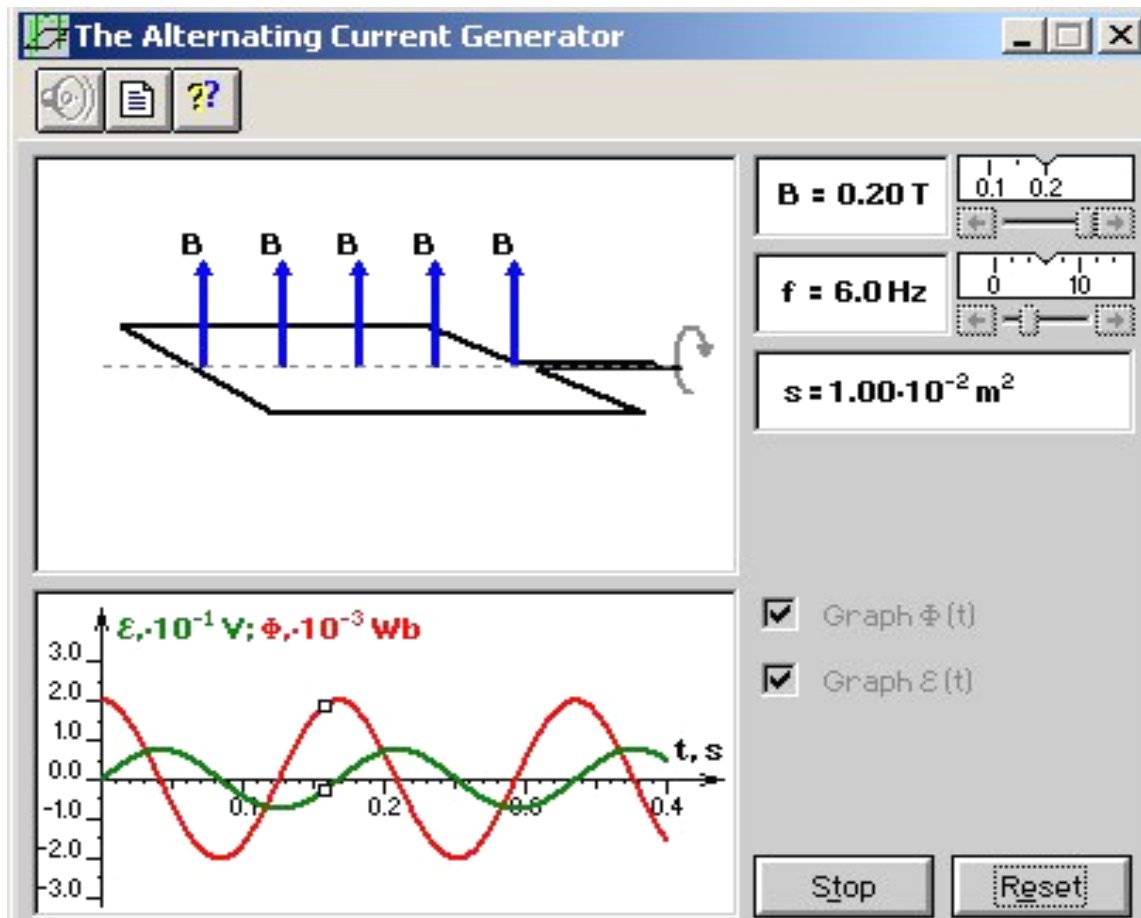 The Alternating Current Generator
??
B B B B B
B = 0.20 T
0.1 0.2
f = 6.0 Hz
0 10
s = 1.00·10⁻² m²
ℰ,·10⁻¹ V; Φ,·10⁻³ Wb
3.0
2.0
1.0
0.0
-1.0
-2.0
-3.0
0.2 0.4
t, s
Graph Φ (t)
Graph ℰ (t)
Stop Reset